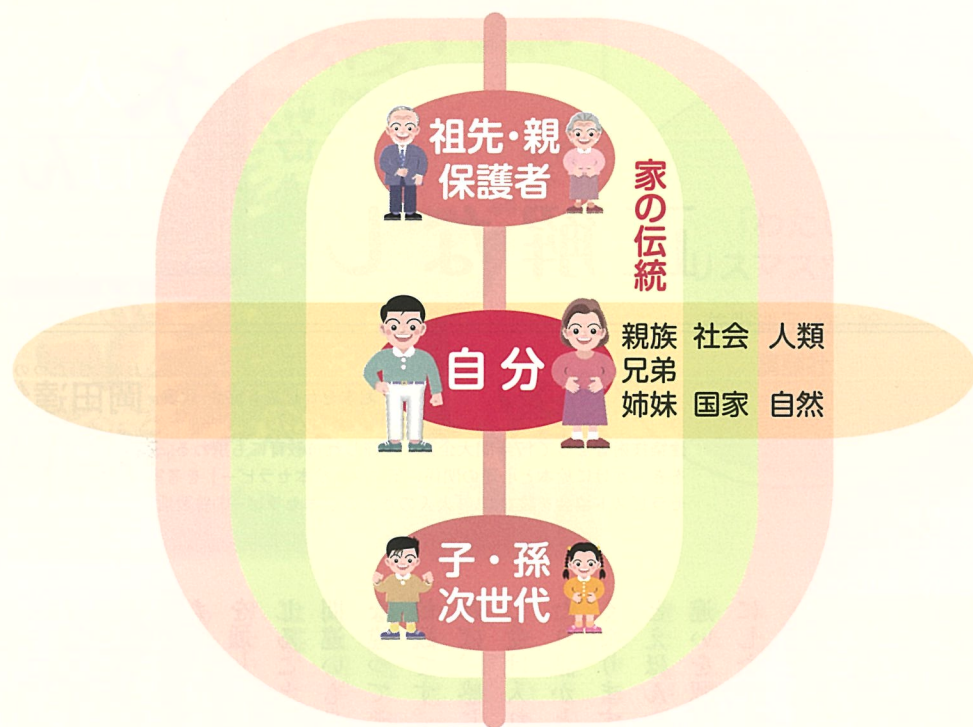 祖先・親
保護者
家の伝統
自分
親族 社会 人類
兄弟
姉妹 国家 自然
子・孫
次世代